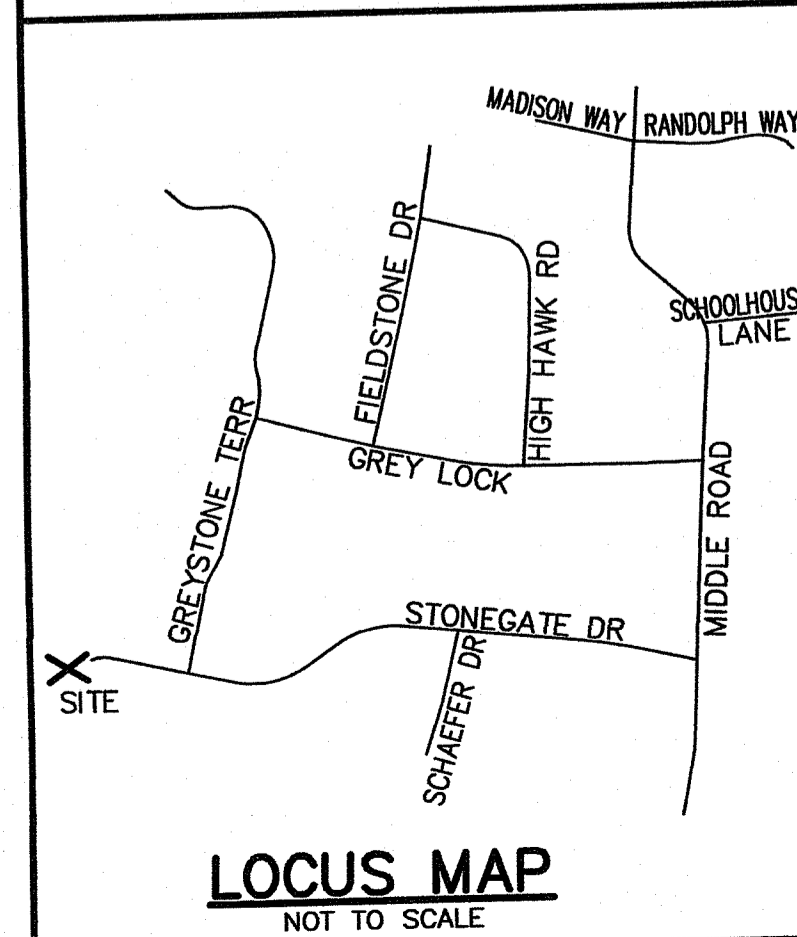 MADISON WAY
RANDOLPH WAY
FIELDSTONE DR
HIGH HAWK RD
SCHOOLHOUS
LANE
GREYSTONE TERR
GREY LOCK
MIDDLE ROAD
STONEGATE DR
SCHAEFER DR
SITE
LOCUS MAP
NOT TO SCALE